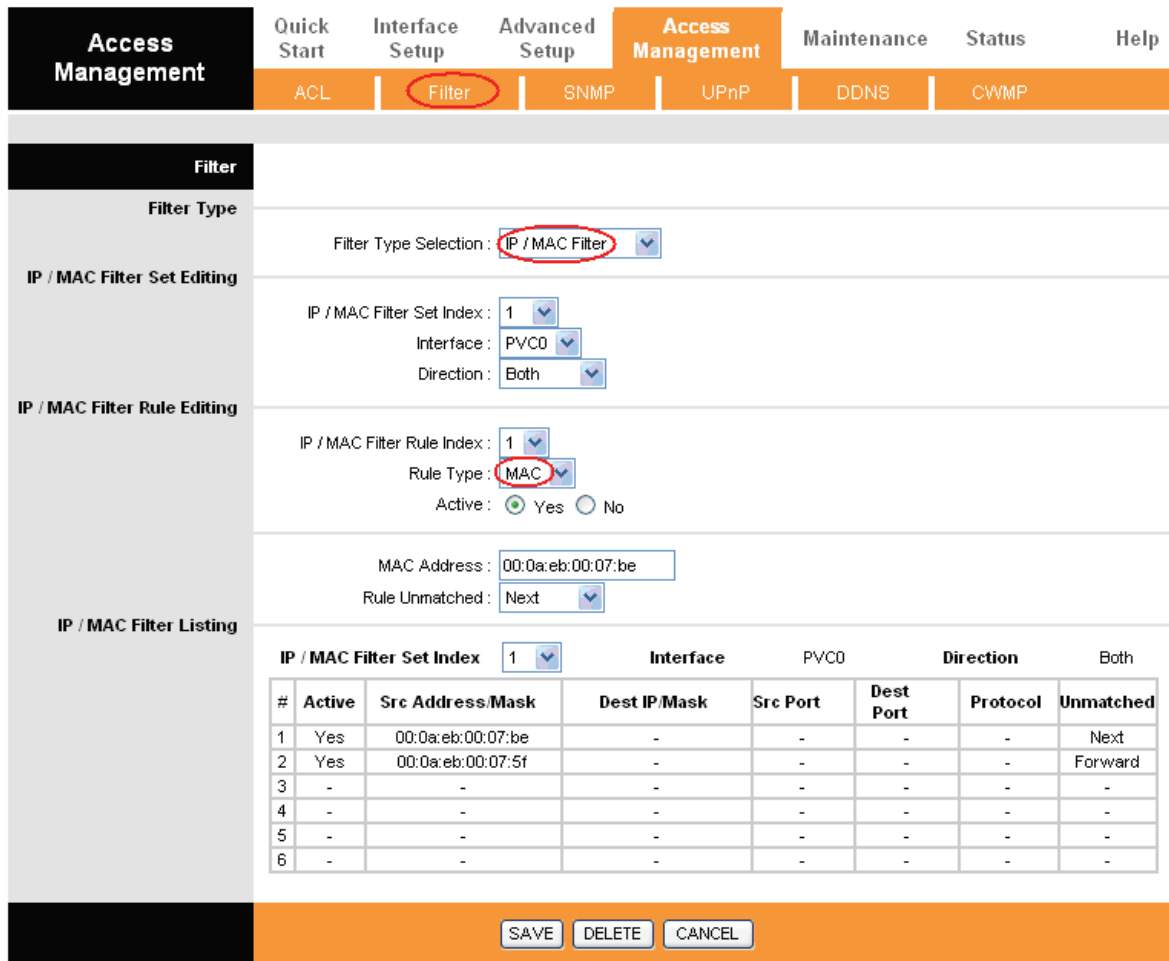 Access Management
Quick Start
Interface Setup
Advanced Setup
Access Management
Maintenance
Status
Help
ACL
Filter
SNMP
UPnP
DDNS
CWMP
Filter
Filter Type
Filter Type Selection : IP / MAC Filter
IP / MAC Filter Set Editing
IP / MAC Filter Set Index : 1
Interface : PVC0
Direction : Both
IP / MAC Filter Rule Editing
IP / MAC Filter Rule Index : 1
Rule Type : MAC
Active : Yes No
MAC Address : 00:0a:eb:00:07:be
Rule Unmatched : Next
IP / MAC Filter Listing
IP / MAC Filter Set Index 1 Interface PVC0 Direction Both
# Active Src Address/Mask Dest IP/Mask Src Port Dest Port Protocol Unmatched
1 Yes 00:0a:eb:00:07:be - - - - Next
2 Yes 00:0a:eb:00:07:5f - - - - Forward
3 - - - - - - -
4 - - - - - - -
5 - - - - - - -
6 - - - - - - -
SAVE DELETE CANCEL